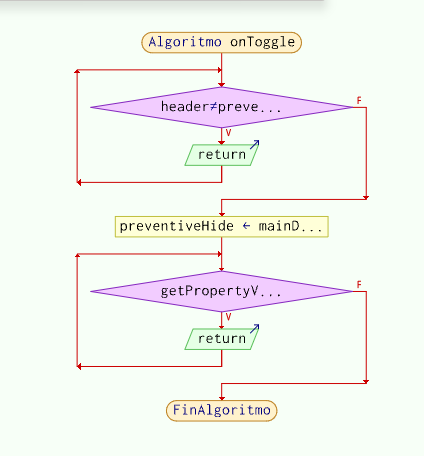 Algoritmo onToggle
header≠preve...
F
V
return
preventiveHide ← mainD...
getPropertyV...
F
V
return
FinAlgoritmo